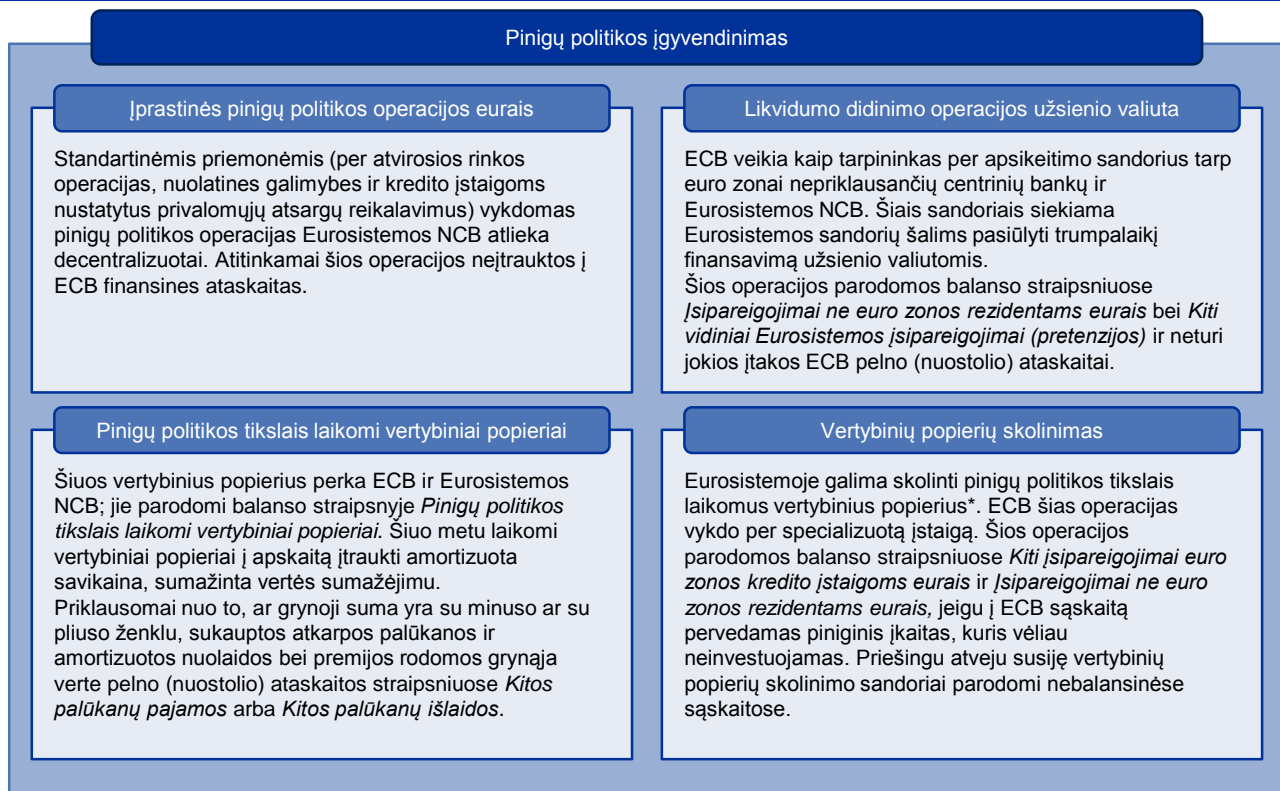 Pinigų politikos įgyvendinimas
Įprastinės pinigų politikos operacijos eurais
Standartinėmis priemonėmis (per atvirosios rinkos
operacijas, nuolatines galimybes ir kredito įstaigoms
nustatytus privalomųjų atsargų reikalavimus) vykdomas
pinigų politikos operacijas Eurosistemos NCB atlieka
decentralizuotai. Atitinkamai šios operacijos neįtrauktos į
ECB finansines ataskaitas.
Likvidumo didinimo operacijos užsienio valiuta
ECB veikia kaip tarpininkas per apsikeitimo sandorius tarp
euro zonai nepriklausančių centrinių bankų ir
Eurosistemos NCB. Šiais sandoriais siekiama
Eurosistemos sandorių šalims pasiūlyti trumpalaikį
finansavimą užsienio valiutomis.
Šios operacijos parodomos balanso straipsniuose
Įsipareigojimai ne euro zonos rezidentams eurais bei Kiti
vidiniai Eurosistemos įsipareigojimai (pretenzijos) ir neturi
jokios įtakos ECB pelno (nuostolio) ataskaitai.
Pinigų politikos tikslais laikomi vertybiniai popieriai
Šiuos vertybinius popierius perka ECB ir Eurosistemos
NCB; jie parodomi balanso straipsnyje Pinigų politikos
tikslais laikomi vertybiniai popieriai. Šiuo metu laikomi
vertybiniai popieriai į apskaitą įtraukti amortizuota
savikaina, sumažinta vertės sumažėjimu.
Priklausomai nuo to, ar grynoji suma yra su minuso ar su
pliuso ženklu, sukauptos atkarpos palūkanos ir
amortizuotos nuolaidos bei premijos rodomos grynąja
verte pelno (nuostolio) ataskaitos straipsniuose Kitos
palūkanų pajamos arba Kitos palūkanų išlaidos.
Vertybinių popierių skolinimas
Eurosistemoje galima skolinti pinigų politikos tikslais
laikomus vertybinius popierius*. ECB šias operacijas
vykdo per specializuotą įstaigą. Šios operacijos
parodomos balanso straipsniuose Kiti įsipareigojimai euro
zonos kredito įstaigoms eurais ir Įsipareigojimai ne euro
zonos rezidentams eurais, jeigu į ECB sąskaitą
pervedamas piniginis įkaitas, kuris vėliau
neinvestuojamas. Priešingu atveju susiję vertybinių
popierių skolinimo sandoriai parodomi nebalansinėse
sąskaitose.